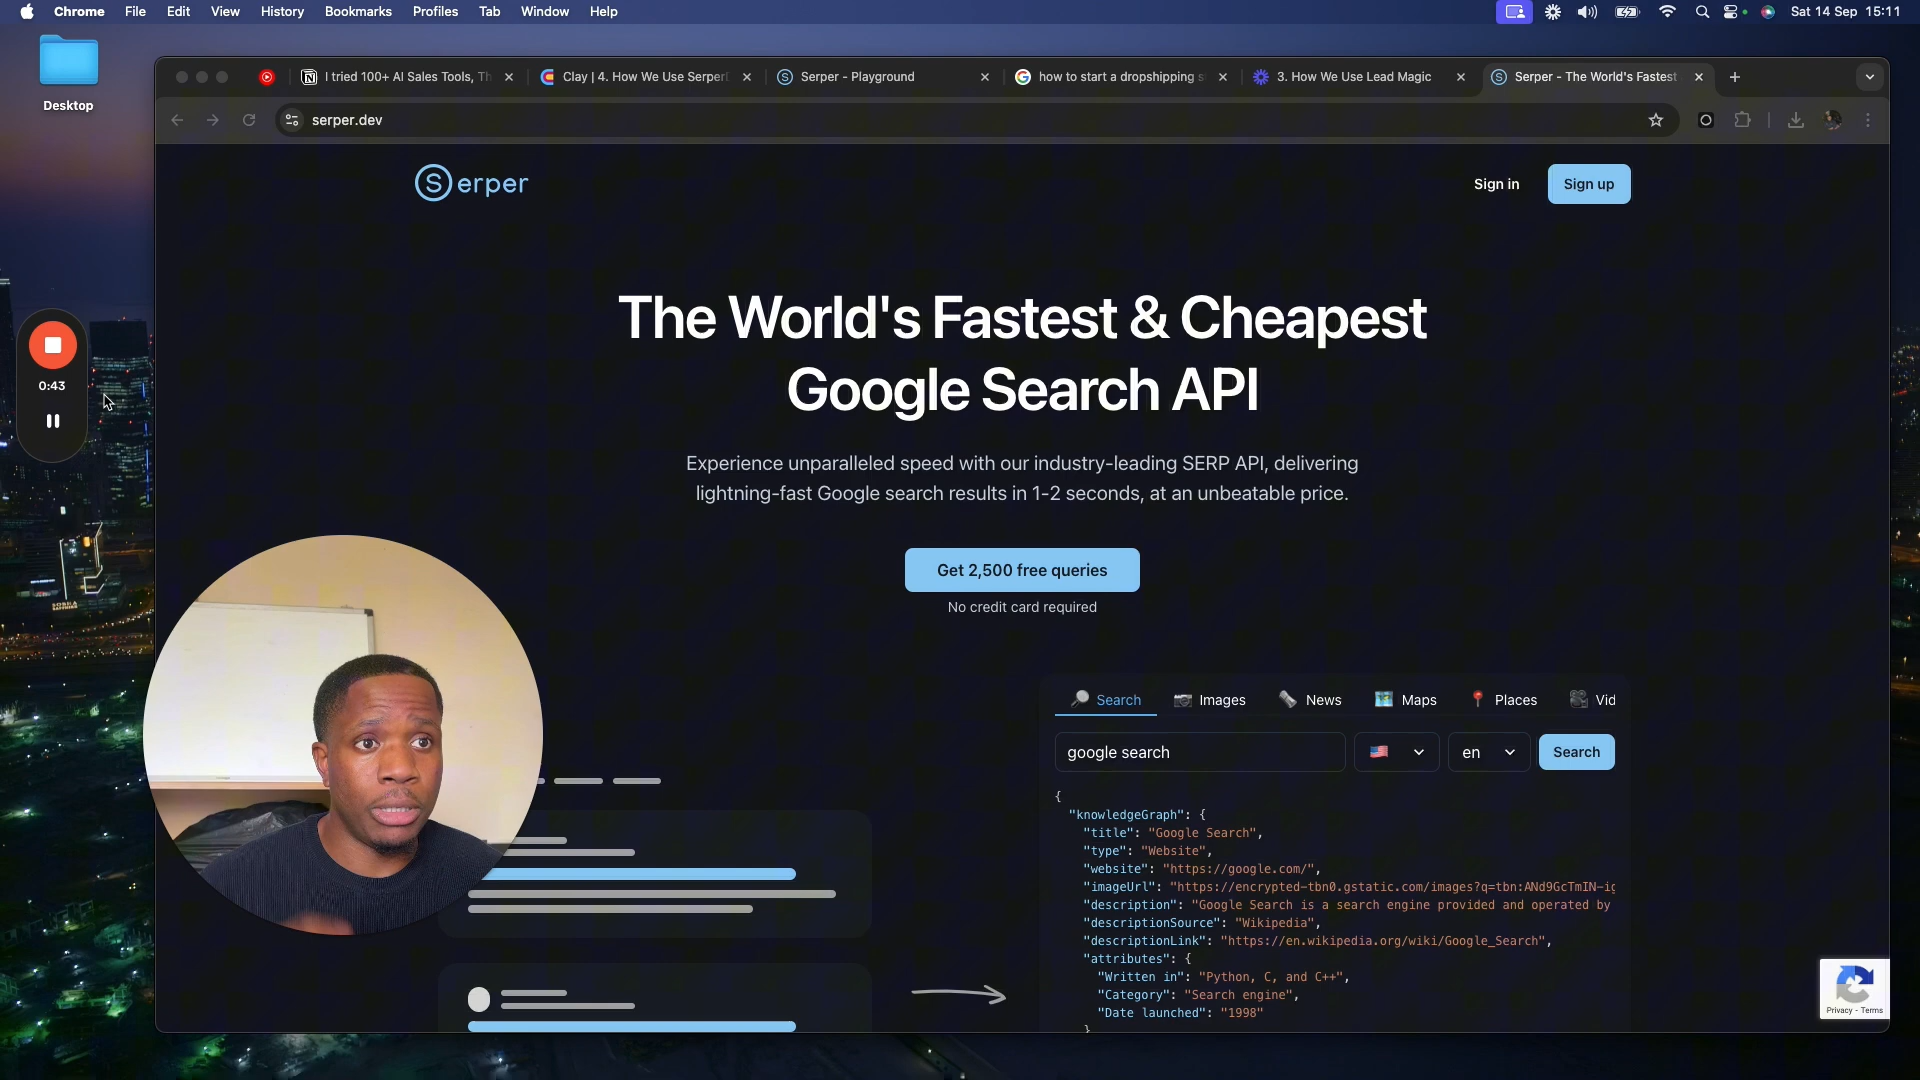 Chrome File Edit View History Bookmarks Profiles Tab Window Help
Sat 14 Sep 15:11
Desktop
I tried 100+ AI Sales Tools, Th
Clay | 4. How We Use Serper
Serper - Playground
how to start a dropshipping s
3. How We Use Lead Magic
Serper - The World's Fastest
serper.dev
Serper
Sign in
Sign up
The World's Fastest & Cheapest
Google Search API
Experience unparalleled speed with our industry-leading SERP API, delivering
lightning-fast Google search results in 1-2 seconds, at an unbeatable price.
Get 2,500 free queries
No credit card required
0:43
Search Images News Maps Places Vid
google search
en
Search
{
"knowledgeGraph": {
"title": "Google Search",
"type": "Website",
"website": "https://google.com/",
"imageUrl": "https://encrypted-tbn0.gstatic.com/images?q=tbn:ANd9GcTmIN-ig
"description": "Google Search is a search engine provided and operated by
"descriptionSource": "Wikipedia",
"descriptionLink": "https://en.wikipedia.org/wiki/Google_Search",
"attributes": {
"Written in": "Python, C, and C++",
"Category": "Search engine",
"Date launched": "1998"
}
Privacy - Terms